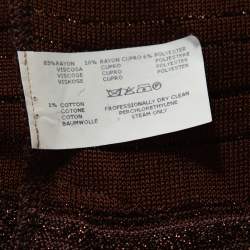 83%RAYON 10% RAYON CUPRO 6% POLYESTER
VISCOSA CUPRO POLIESTERE
VISCOSE CUPRO POLYESTER
VISKOSE CUPRO POLYESTER
1% COTTON
COTONE
COTON
BAUMWOLLE
PROFESSIONALLY DRY CLEAN
PERCHLORETHYLENE
STEAM ONLY